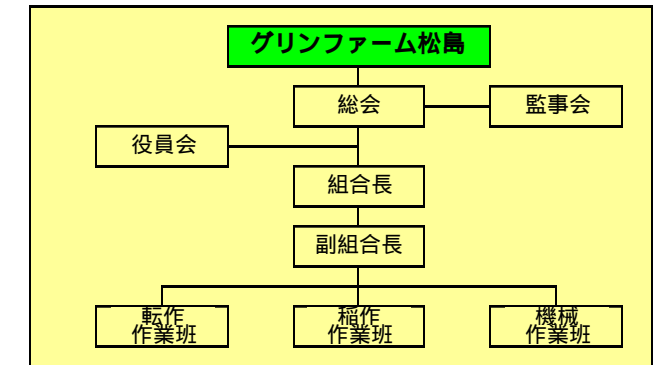 グリンファーム松島
総会
監事会
役員会
組合長
副組合長
転作
作業班
稲作
作業班
機械
作業班